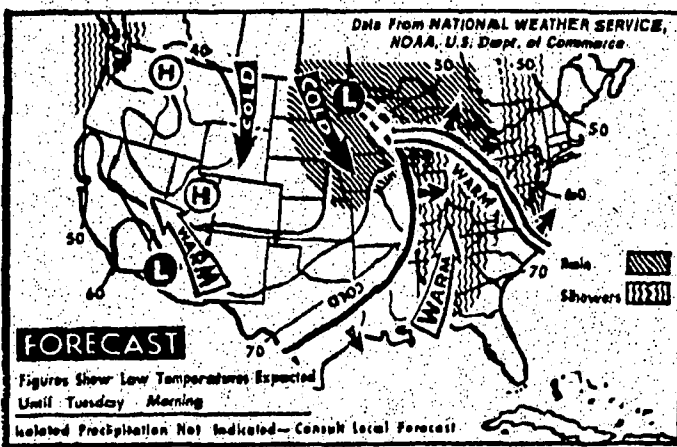 Data From NATIONAL WEATHER SERVICE,
NOAA, U.S. Dept. of Commerce
40
H
COLD
COLD
L
50
50
50
H
WARM
60
WARM
50
L
60
COLD
WARM
70
Rain
Showers
70
FORECAST
Figures Show Low Temperatures Expected
Until Tuesday Morning
Isolated Precipitation Not Indicated— Consult Local Forecast